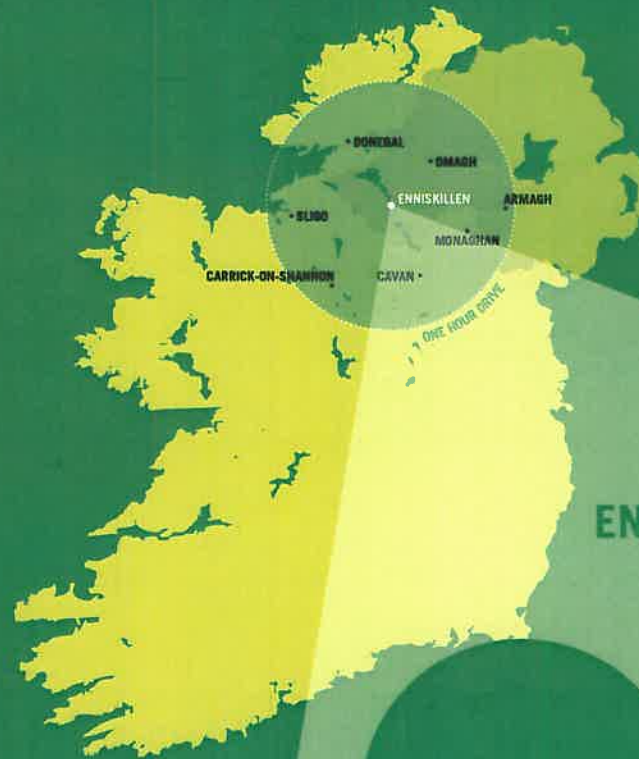 DONEGAL
OMAGH
ENNISKILLEN
ARMAGH
SLIGO
MONAGHAN
CARRICK-ON-SHANNON
CAVAN
ONE HOUR DRIVE
EN